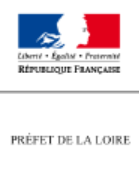 Liberté • Égalité • Fraternité
RÉPUBLIQUE FRANÇAISE
PRÉFET DE LA LOIRE